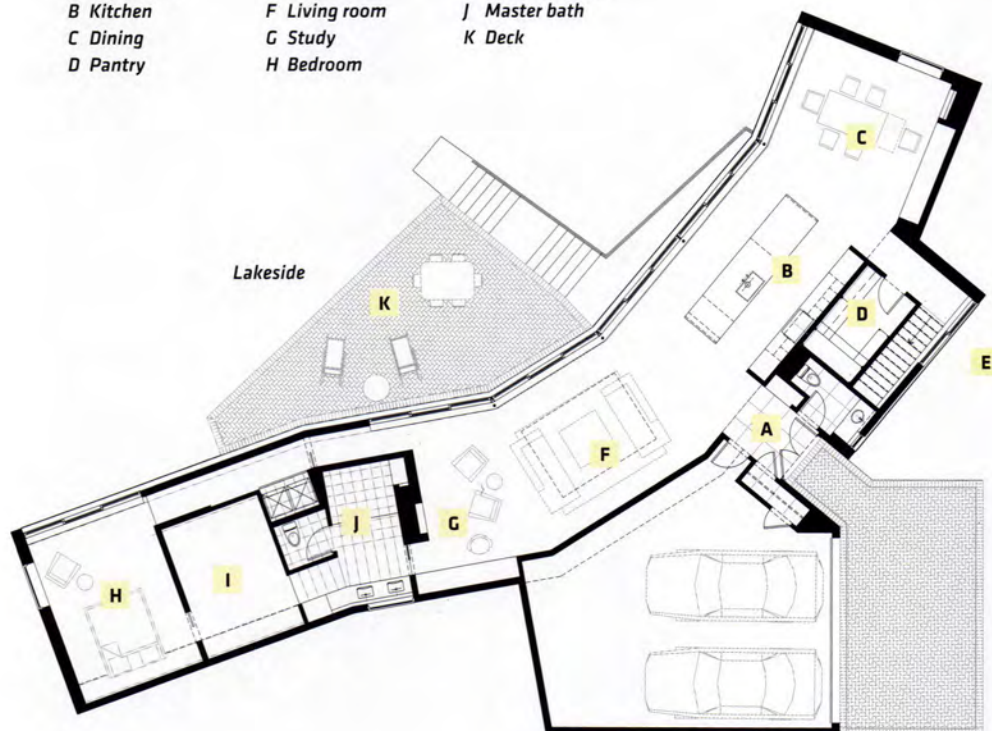 B Kitchen
C Dining
D Pantry
F Living room
G Study
H Bedroom
J Master bath
K Deck
Lakeside
C
B
K
D
E
A
F
G
J
I
H